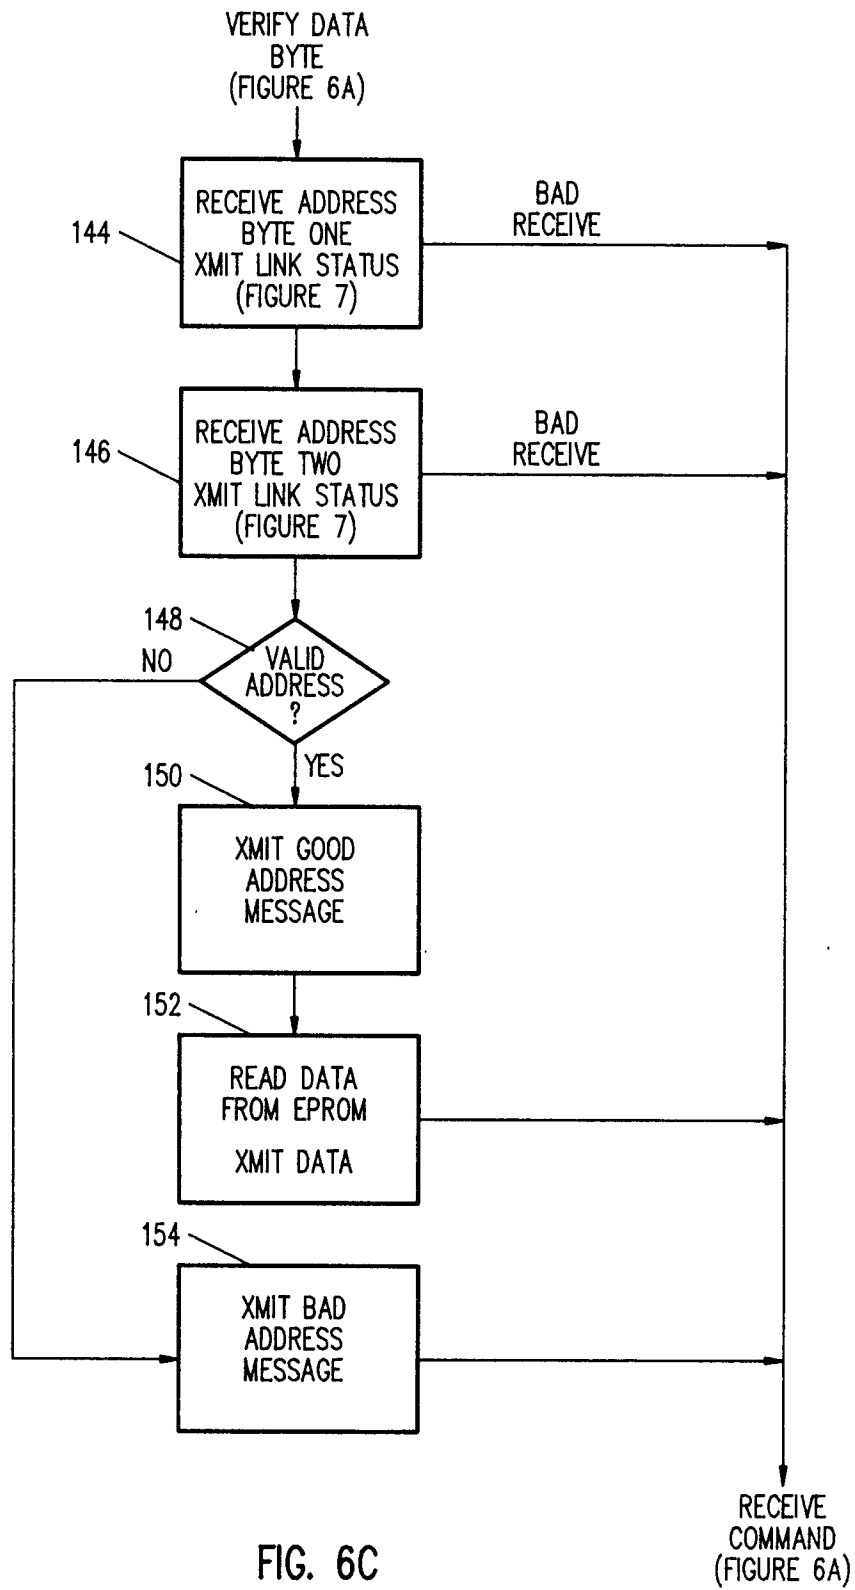 VERIFY DATA
BYTE
(FIGURE 6A)
144
RECEIVE ADDRESS
BYTE ONE
XMIT LINK STATUS
(FIGURE 7)
BAD
RECEIVE
146
RECEIVE ADDRESS
BYTE TWO
XMIT LINK STATUS
(FIGURE 7)
BAD
RECEIVE
148
NO
VALID
ADDRESS
?
YES
150
XMIT GOOD
ADDRESS
MESSAGE
152
READ DATA
FROM EPROM
XMIT DATA
154
XMIT BAD
ADDRESS
MESSAGE
RECEIVE
COMMAND
(FIGURE 6A)
FIG. 6C